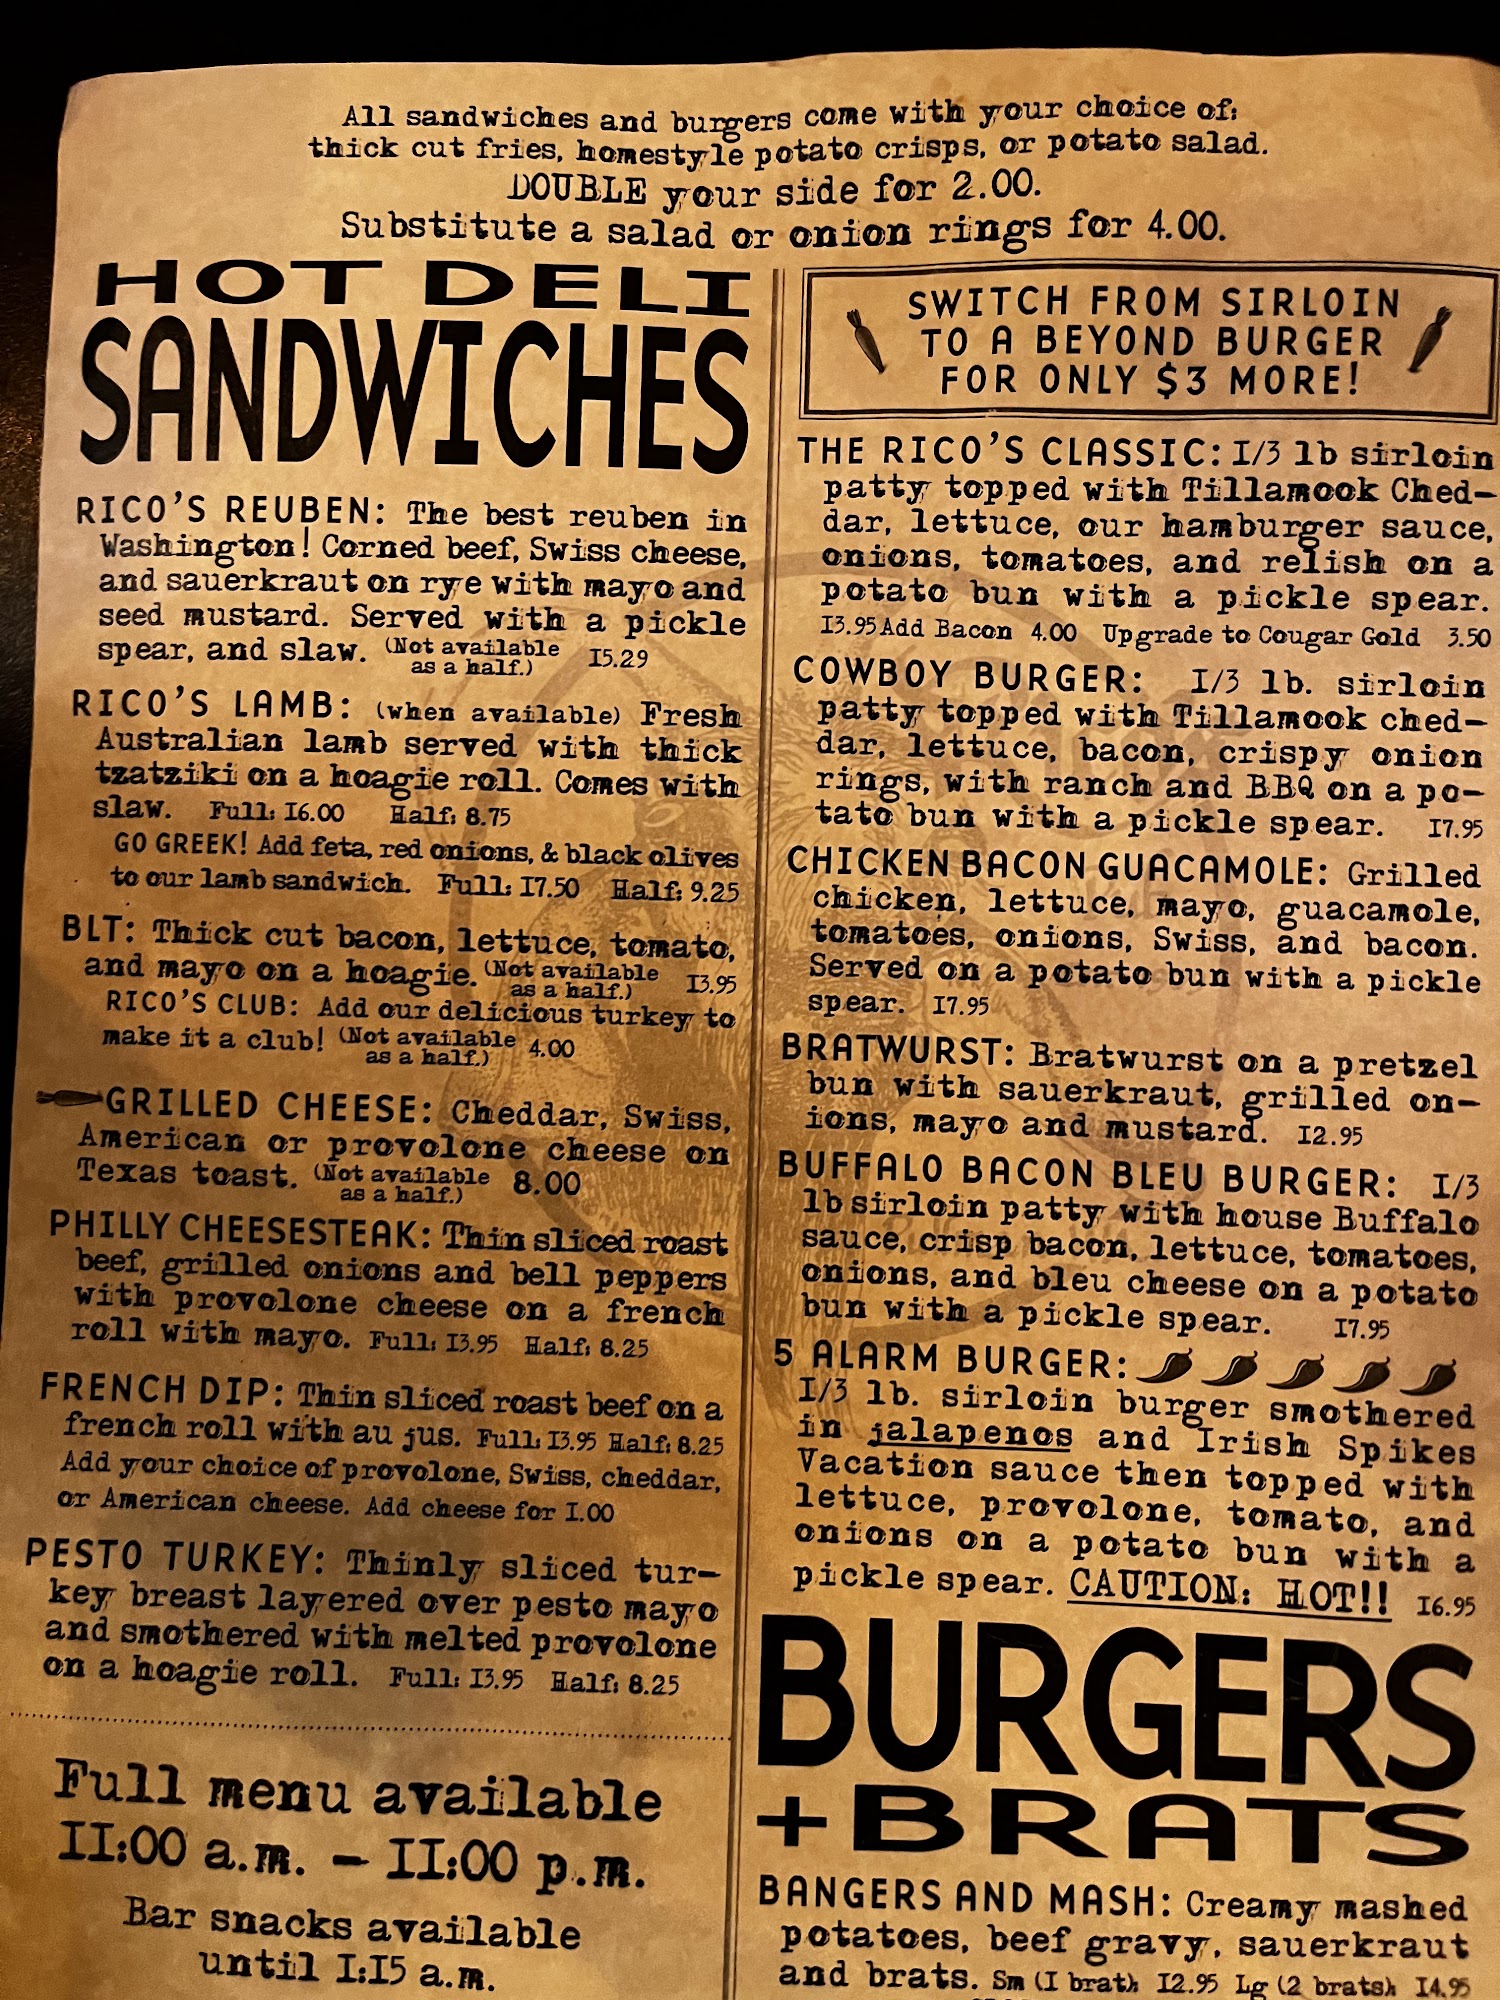 All sandwiches and burgers come with your choice of:
thick cut fries, homestyle potato crisps, or potato salad.
DOUBLE your side for 2.00.
Substitute a salad or onion rings for 4.00.
HOT DELI
SANDWICHES
RICO'S REUBEN: The best reuben in
Washington! Corned beef, Swiss cheese,
and sauerkraut on rye with mayo and
seed mustard. Served with a pickle
spear, and slaw. (Not available as a half.) 15.29
RICO'S LAMB: (when available) Fresh
Australian lamb served with thick
tzatziki on a hoagie roll. Comes with
slaw. Full: 16.00 Half: 8.75
GO GREEK! Add feta, red onions, & black olives
to our lamb sandwich. Full: 17.50 Half: 9.25
BLT: Thick cut bacon, lettuce, tomato,
and mayo on a hoagie. (Not available as a half.) 13.95
RICO'S CLUB: Add our delicious turkey to
make it a club! (Not available as a half.) 4.00
GRILLED CHEESE: Cheddar, Swiss,
American or provolone cheese on
Texas toast. (Not available as a half.) 8.00
PHILLY CHEESESTEAK: Thin sliced roast
beef, grilled onions and bell peppers
with provolone cheese on a french
roll with mayo. Full: 13.95 Half: 8.25
FRENCH DIP: Thin sliced roast beef on a
french roll with au jus. Full: 13.95 Half: 8.25
Add your choice of provolone, Swiss, cheddar,
or American cheese. Add cheese for 1.00
PESTO TURKEY: Thinly sliced tur-
key breast layered over pesto mayo
and smothered with melted provolone
on a hoagie roll. Full: 13.95 Half: 8.25
Full menu available
11:00 a.m. – 11:00 p.m.
Bar snacks available
until 1:15 a.m.
SWITCH FROM SIRLOIN
TO A BEYOND BURGER
FOR ONLY $3 MORE!
THE RICO'S CLASSIC: 1/3 lb sirloin
patty topped with Tillamook Ched-
dar, lettuce, our hamburger sauce,
onions, tomatoes, and relish on a
potato bun with a pickle spear.
13.95 Add Bacon 4.00 Upgrade to Cougar Gold 3.50
COWBOY BURGER: 1/3 lb. sirloin
patty topped with Tillamook ched-
dar, lettuce, bacon, crispy onion
rings, with ranch and BBQ on a po-
tato bun with a pickle spear. 17.95
CHICKEN BACON GUACAMOLE: Grilled
chicken, lettuce, mayo, guacamole,
tomatoes, onions, Swiss, and bacon.
Served on a potato bun with a pickle
spear. 17.95
BRATWURST: Bratwurst on a pretzel
bun with sauerkraut, grilled on-
ions, mayo and mustard. 12.95
BUFFALO BACON BLEU BURGER: 1/3
lb sirloin patty with house Buffalo
sauce, crisp bacon, lettuce, tomatoes,
onions, and bleu cheese on a potato
bun with a pickle spear. 17.95
5 ALARM BURGER:
1/3 lb. sirloin burger smothered
in jalapenos and Irish Spikes
Vacation sauce then topped with
lettuce, provolone, tomato, and
onions on a potato bun with a
pickle spear. CAUTION: HOT!! 16.95
BURGERS
+BRATS
BANGERS AND MASH: Creamy mashed
potatoes, beef gravy, sauerkraut
and brats. Sm (1 brat): 12.95 Lg (2 brats): 14.95